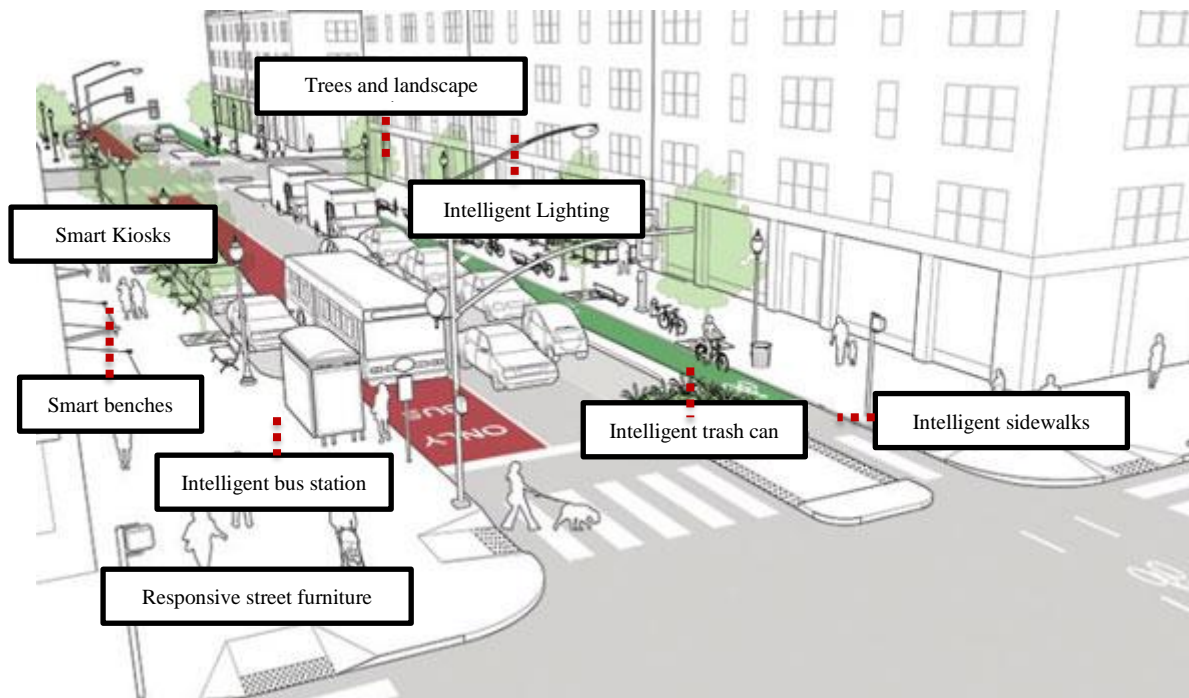 Trees and landscape
Intelligent Lighting
Smart Kiosks
Smart benches
Intelligent trash can
Intelligent sidewalks
Intelligent bus station
Responsive street furniture
ONLY
BUS